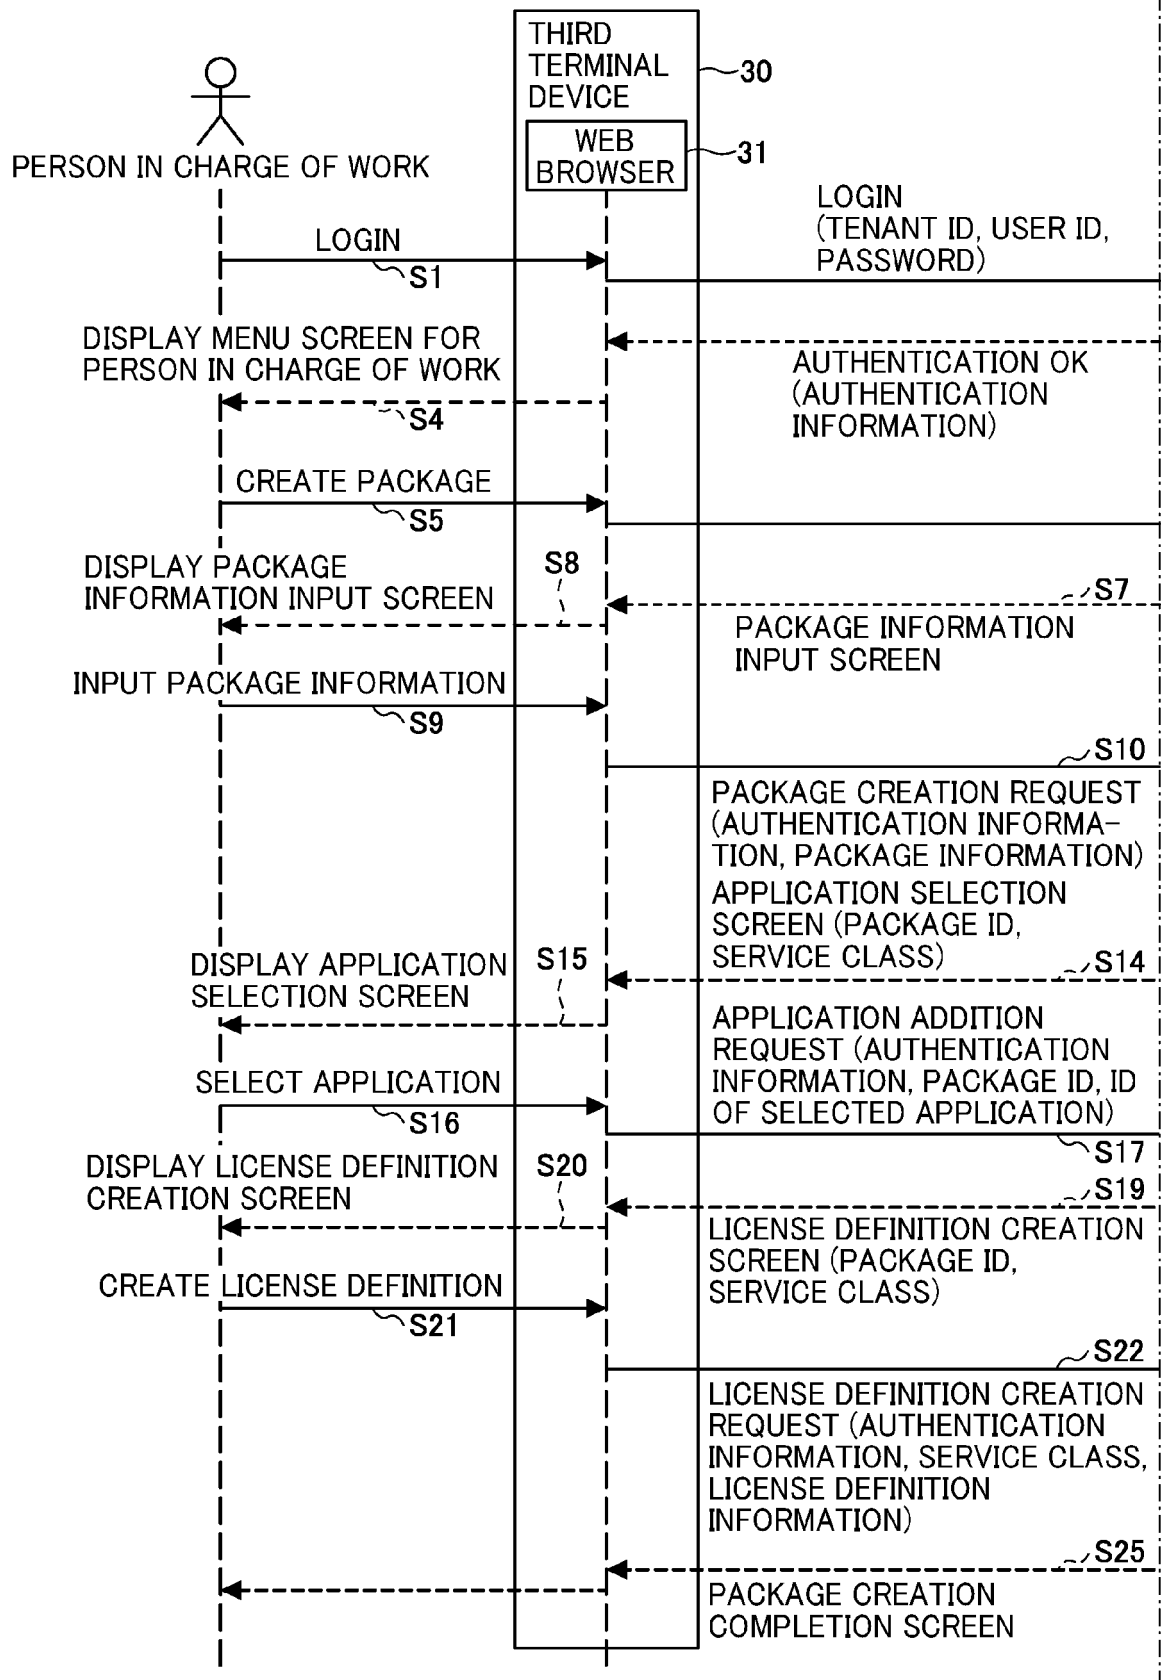 THIRD
TERMINAL
DEVICE
30
WEB
BROWSER
31
PERSON IN CHARGE OF WORK
LOGIN
S1
LOGIN
(TENANT ID, USER ID,
PASSWORD)
DISPLAY MENU SCREEN FOR
PERSON IN CHARGE OF WORK
S4
AUTHENTICATION OK
(AUTHENTICATION
INFORMATION)
CREATE PACKAGE
S5
DISPLAY PACKAGE
INFORMATION INPUT SCREEN
S8
S7
PACKAGE INFORMATION
INPUT SCREEN
INPUT PACKAGE INFORMATION
S9
S10
PACKAGE CREATION REQUEST
(AUTHENTICATION INFORMA-
TION, PACKAGE INFORMATION)
APPLICATION SELECTION
SCREEN (PACKAGE ID,
SERVICE CLASS)
S14
DISPLAY APPLICATION
SELECTION SCREEN
S15
APPLICATION ADDITION
REQUEST (AUTHENTICATION
INFORMATION, PACKAGE ID, ID
OF SELECTED APPLICATION)
SELECT APPLICATION
S16
S17
DISPLAY LICENSE DEFINITION
CREATION SCREEN
S20
S19
LICENSE DEFINITION CREATION
SCREEN (PACKAGE ID,
SERVICE CLASS)
CREATE LICENSE DEFINITION
S21
S22
LICENSE DEFINITION CREATION
REQUEST (AUTHENTICATION
INFORMATION, SERVICE CLASS,
LICENSE DEFINITION
INFORMATION)
S25
PACKAGE CREATION
COMPLETION SCREEN